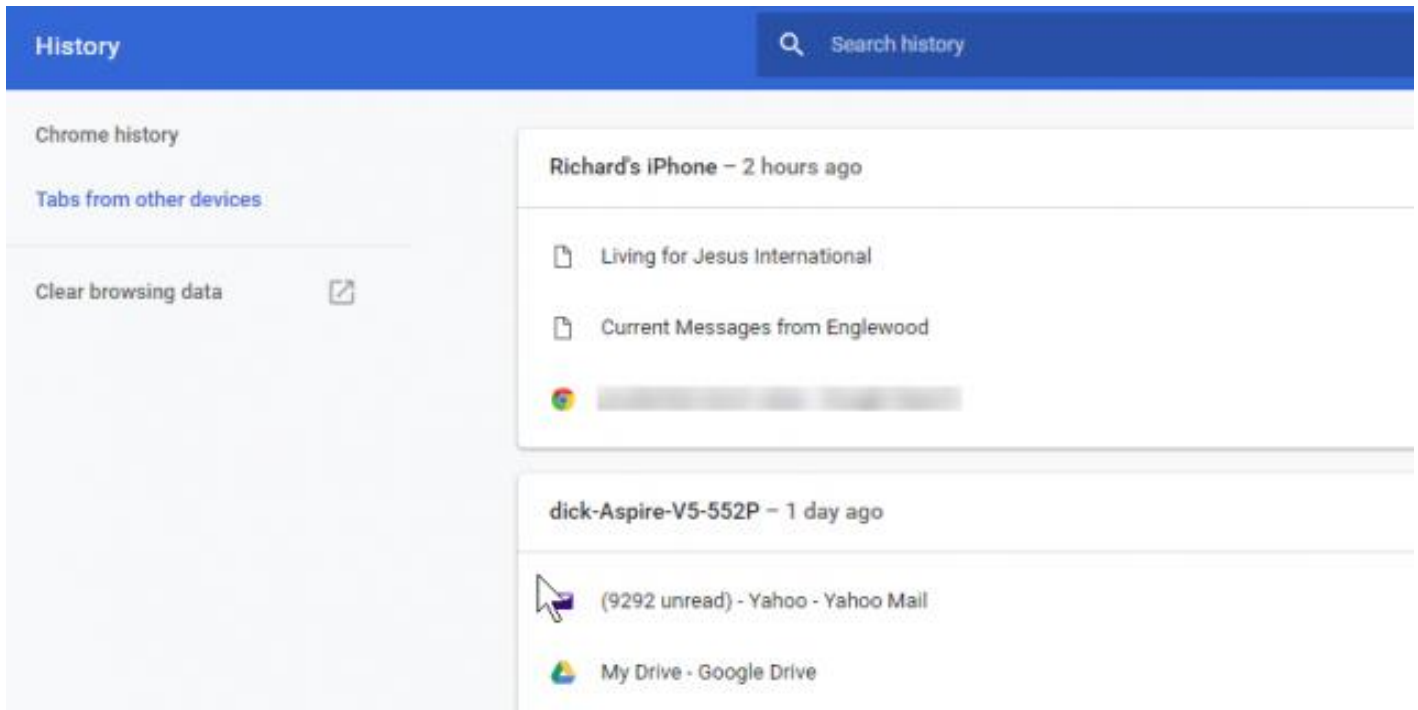 History
Search history
Chrome history
Tabs from other devices
Clear browsing data
Richard's iPhone – 2 hours ago
Living for Jesus International
Current Messages from Englewood
dick-Aspire-V5-552P – 1 day ago
(9292 unread) - Yahoo - Yahoo Mail
My Drive - Google Drive